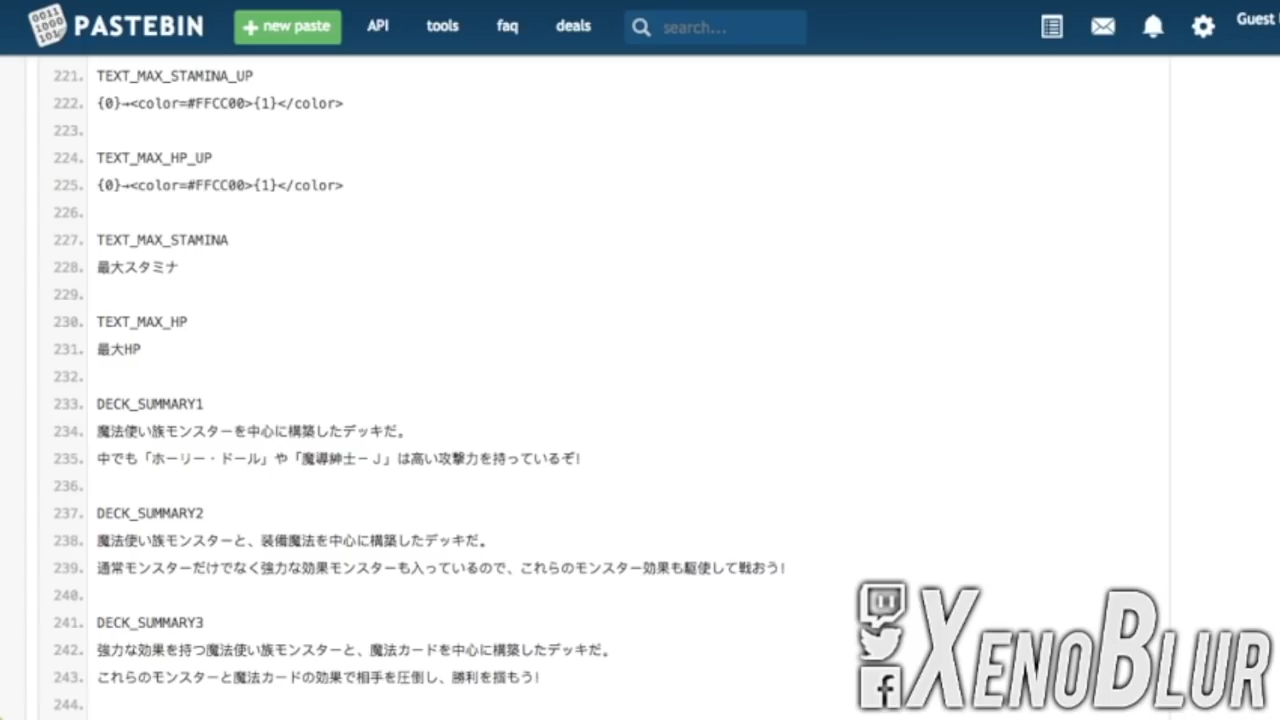 0011
1000
101
PASTEBIN
+ new paste
API
tools
faq
deals
search...
Guest
221. TEXT_MAX_STAMINA_UP
222. {0}→<color=#FFCC00>{1}</color>
223.
224. TEXT_MAX_HP_UP
225. {0}→<color=#FFCC00>{1}</color>
226.
227. TEXT_MAX_STAMINA
228. 最大スタミナ
229.
230. TEXT_MAX_HP
231. 最大HP
232.
233. DECK_SUMMARY1
234. 魔法使い族モンスターを中心に構築したデッキだ。
235. 中でも「ホーリー・ドール」や「魔導紳士－Ｊ」は高い攻撃力を持っているぞ!
236.
237. DECK_SUMMARY2
238. 魔法使い族モンスターと、装備魔法を中心に構築したデッキだ。
239. 通常モンスターだけでなく強力な効果モンスターも入っているので、これらのモンスター効果も駆使して戦おう!
240.
241. DECK_SUMMARY3
242. 強力な効果を持つ魔法使い族モンスターと、魔法カードを中心に構築したデッキだ。
243. これらのモンスターと魔法カードの効果で相手を圧倒し、勝利を掴もう!
244.
XENOBLUR